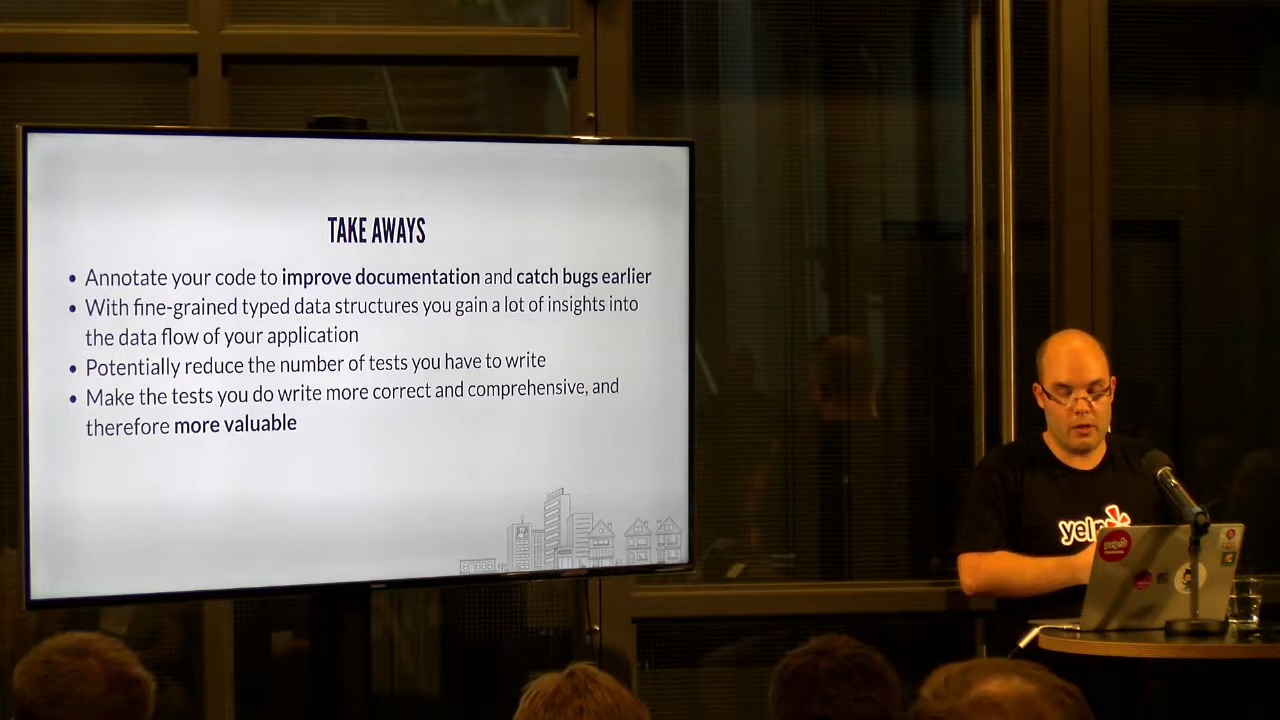 TAKE AWAYS
• Annotate your code to improve documentation and catch bugs earlier
• With fine-grained typed data structures you gain a lot of insights into
the data flow of your application
• Potentially reduce the number of tests you have to write
• Make the tests you do write more correct and comprehensive, and
therefore more valuable
yelp